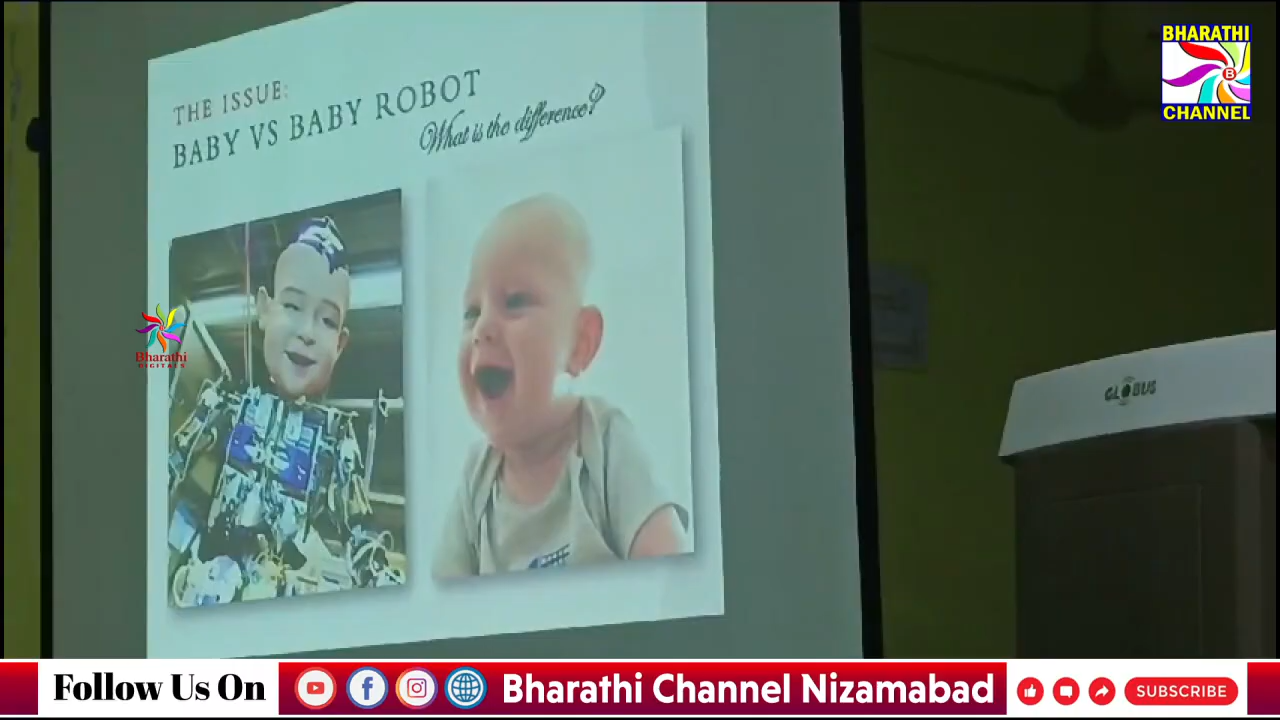 BHARATHI
B
CHANNEL
THE ISSUE:
BABY VS BABY ROBOT
What is the difference?
Bharathi
DIGITALS
GLOBUS
Follow Us On
Bharathi Channel Nizamabad
SUBSCRIBE